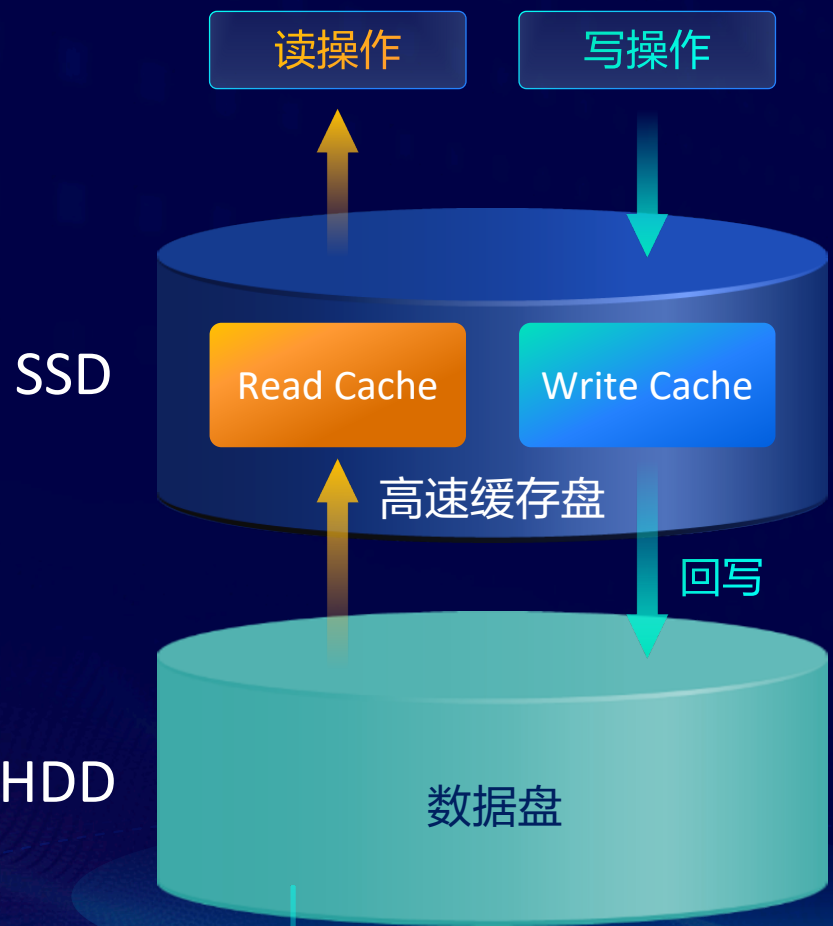 读操作
写操作
SSD
Read Cache
Write Cache
高速缓存盘
回写
HDD
数据盘